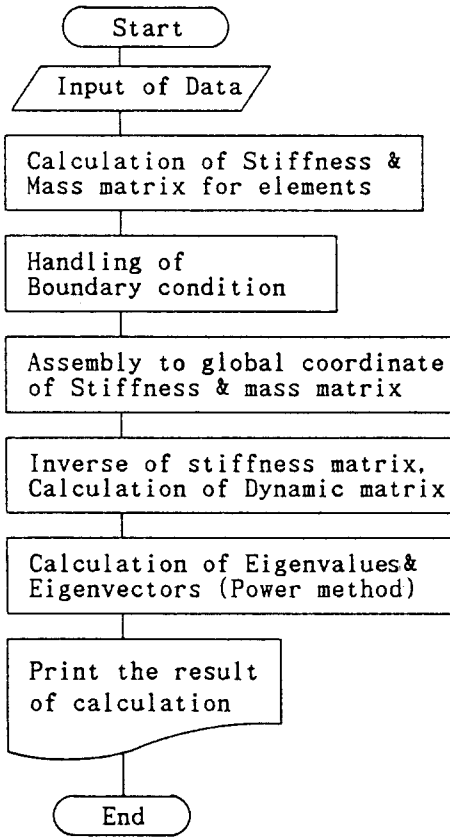 Start
Input of Data
Calculation of Stiffness &
Mass matrix for elements
Handling of
Boundary condition
Assembly to global coordinate
of Stiffness & mass matrix
Inverse of stiffness matrix.
Calculation of Dynamic matrix
Calculation of Eigenvalues&
Eigenvectors (Power method)
Print the result
of calculation
End